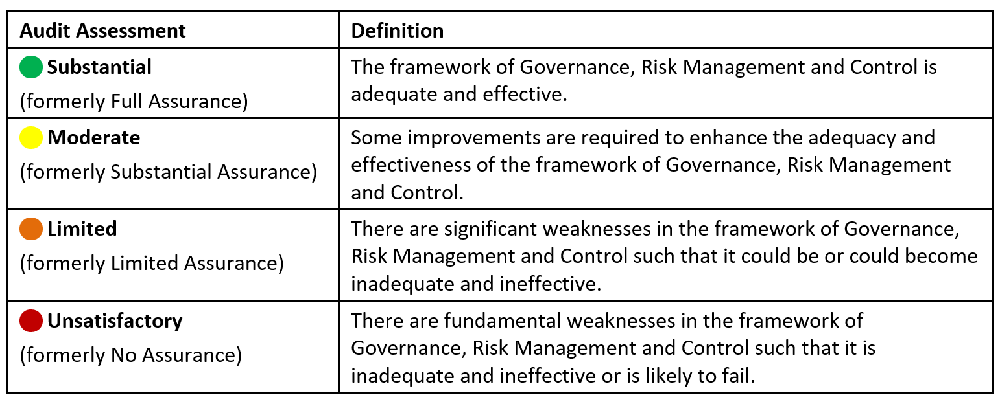 Audit Assessment
Definition
Substantial
(formerly Full Assurance)
The framework of Governance, Risk Management and Control is
adequate and effective.
Moderate
(formerly Substantial Assurance)
Some improvements are required to enhance the adequacy and
effectiveness of the framework of Governance, Risk Management
and Control.
Limited
(formerly Limited Assurance)
There are significant weaknesses in the framework of Governance,
Risk Management and Control such that it could be or could become
inadequate and ineffective.
Unsatisfactory
(formerly No Assurance)
There are fundamental weaknesses in the framework of
Governance, Risk Management and Control such that it is
inadequate and ineffective or is likely to fail.